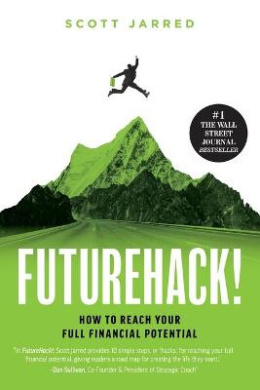 SCOTT JARRED
#1
THE WALL
STREET
JOURNAL
BESTSELLER
FUTUREHACK!
HOW TO REACH YOUR
FULL FINANCIAL POTENTIAL
"In FutureHack! Scott Jarred provides 10 simple steps, or 'hacks,' for reaching your full
financial potential, giving readers a road map for creating the life they want."
-Dan Sullivan, Co-Founder & President of Strategic Coach